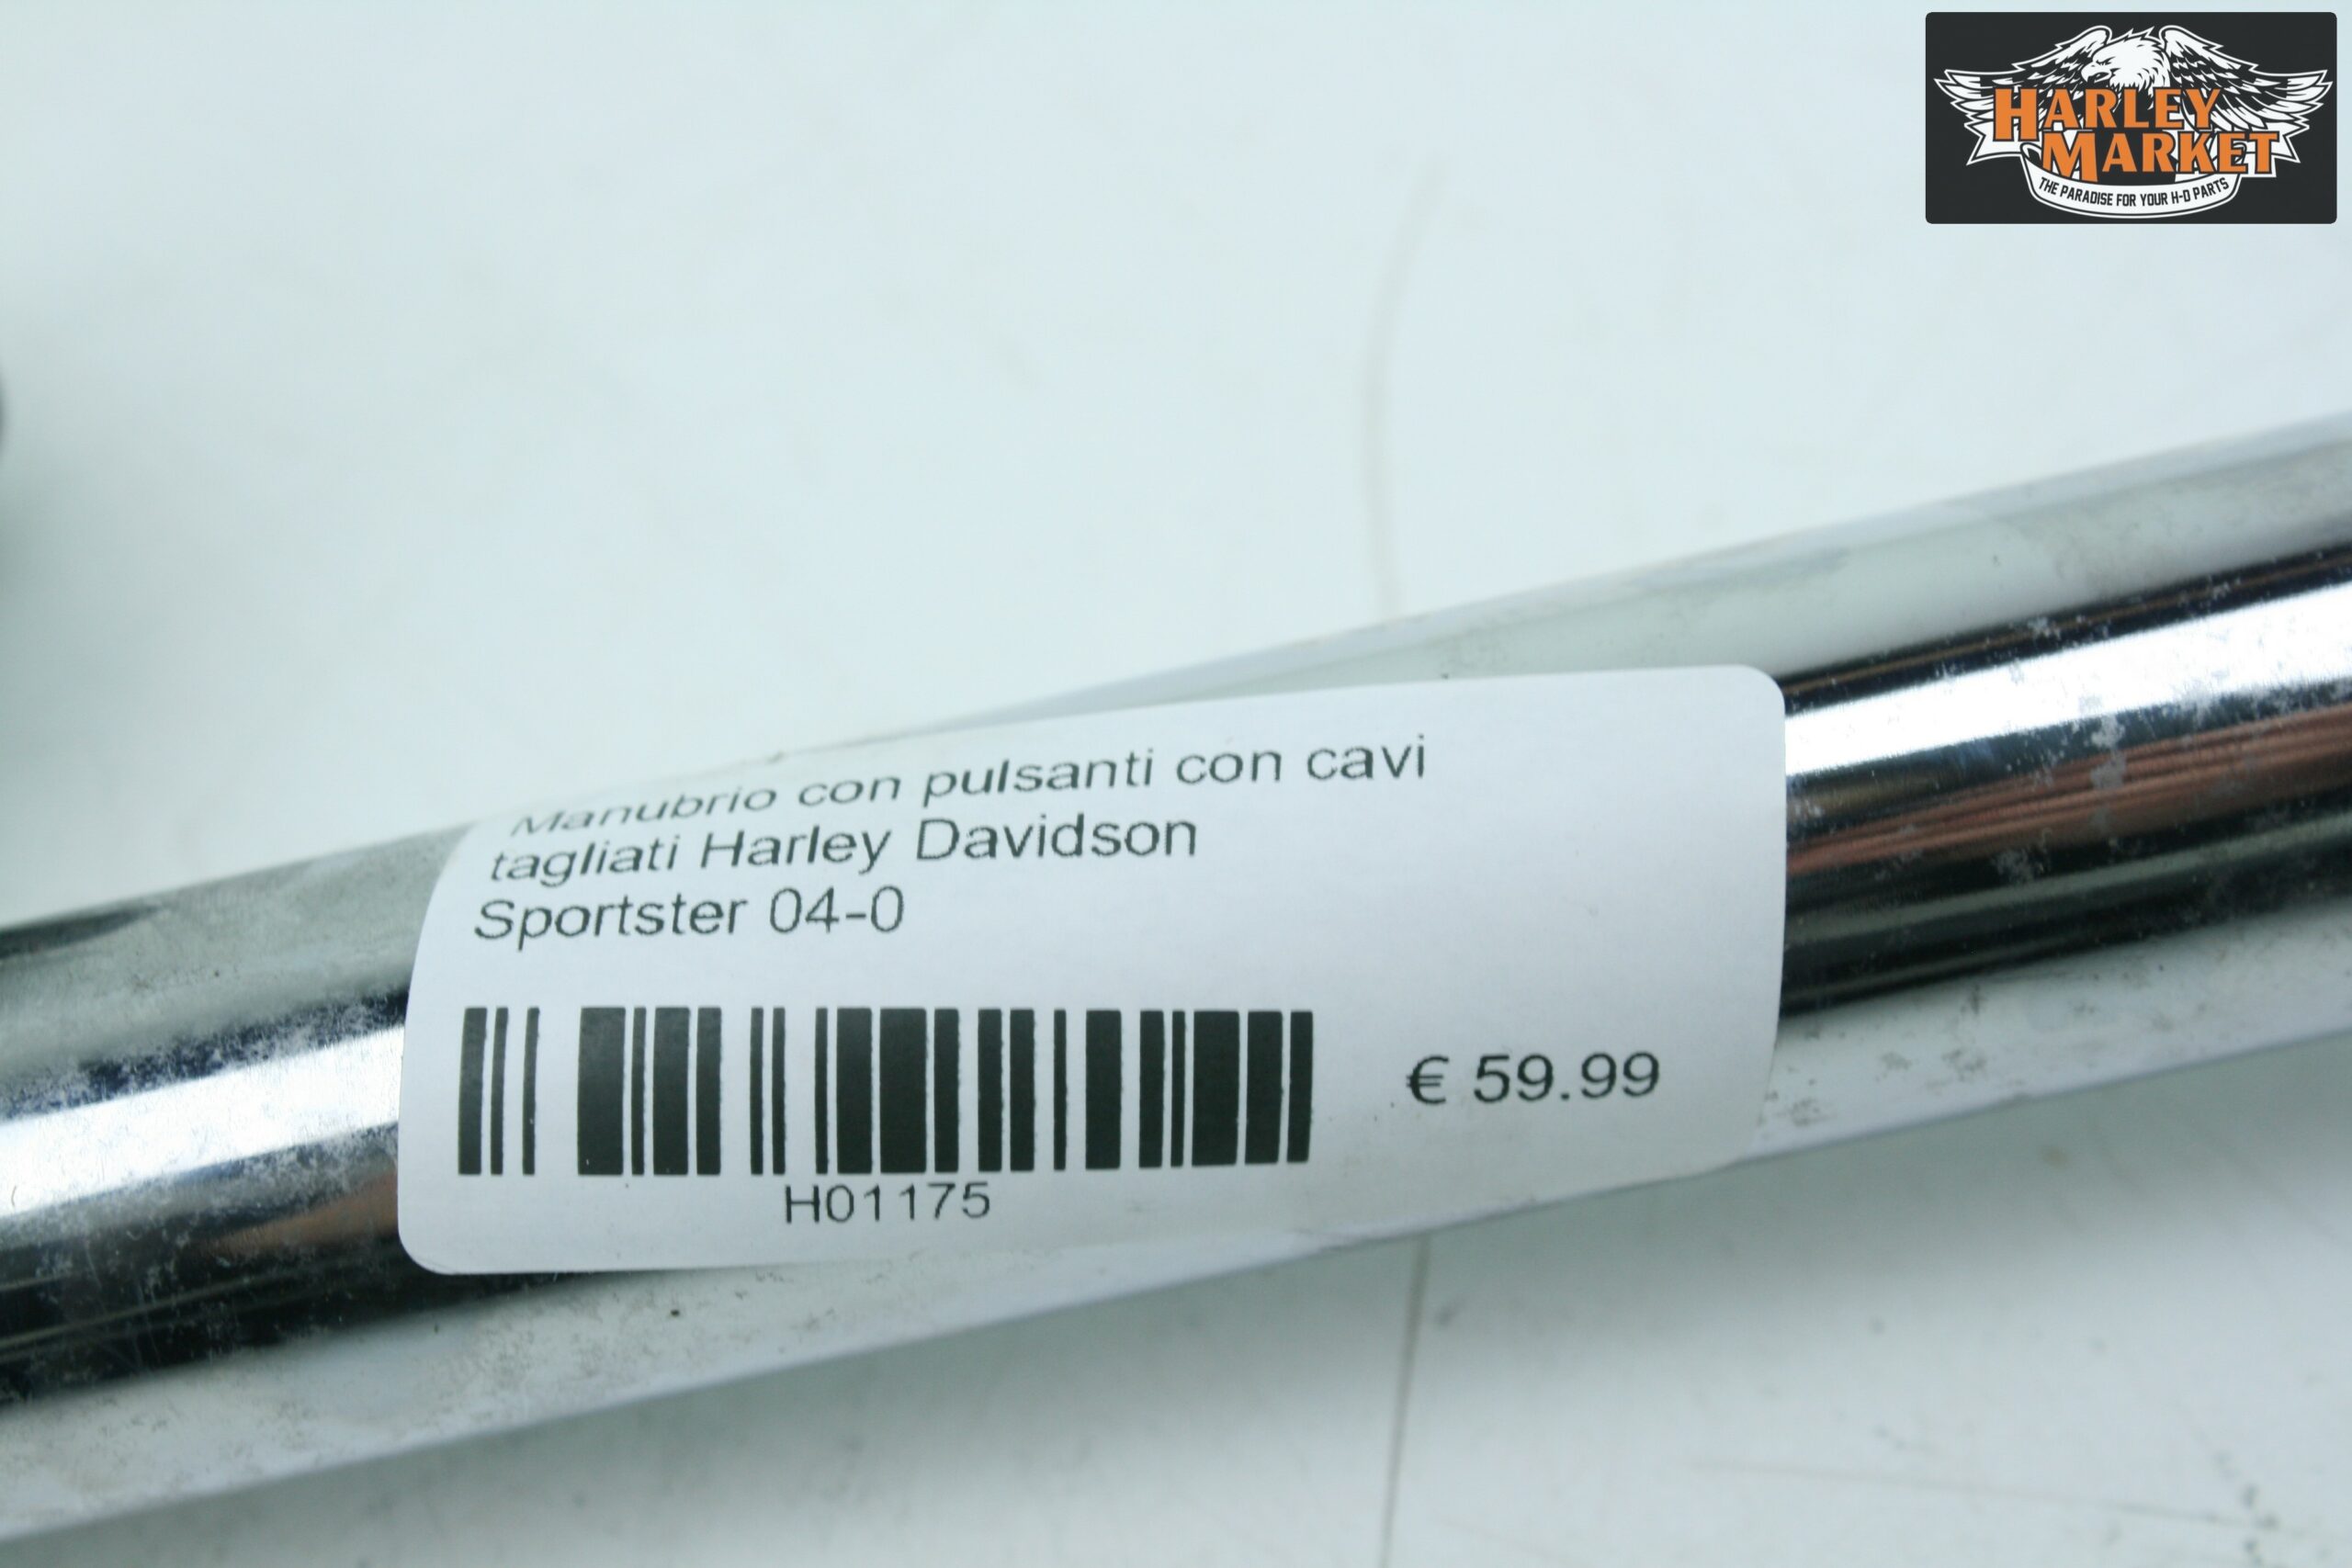 HARLEY
MARKET
THE PARADISE FOR YOUR H-D PARTS
Manubrio con pulsanti con cavi
tagliati Harley Davidson
Sportster 04-0
€ 59.99
H01175